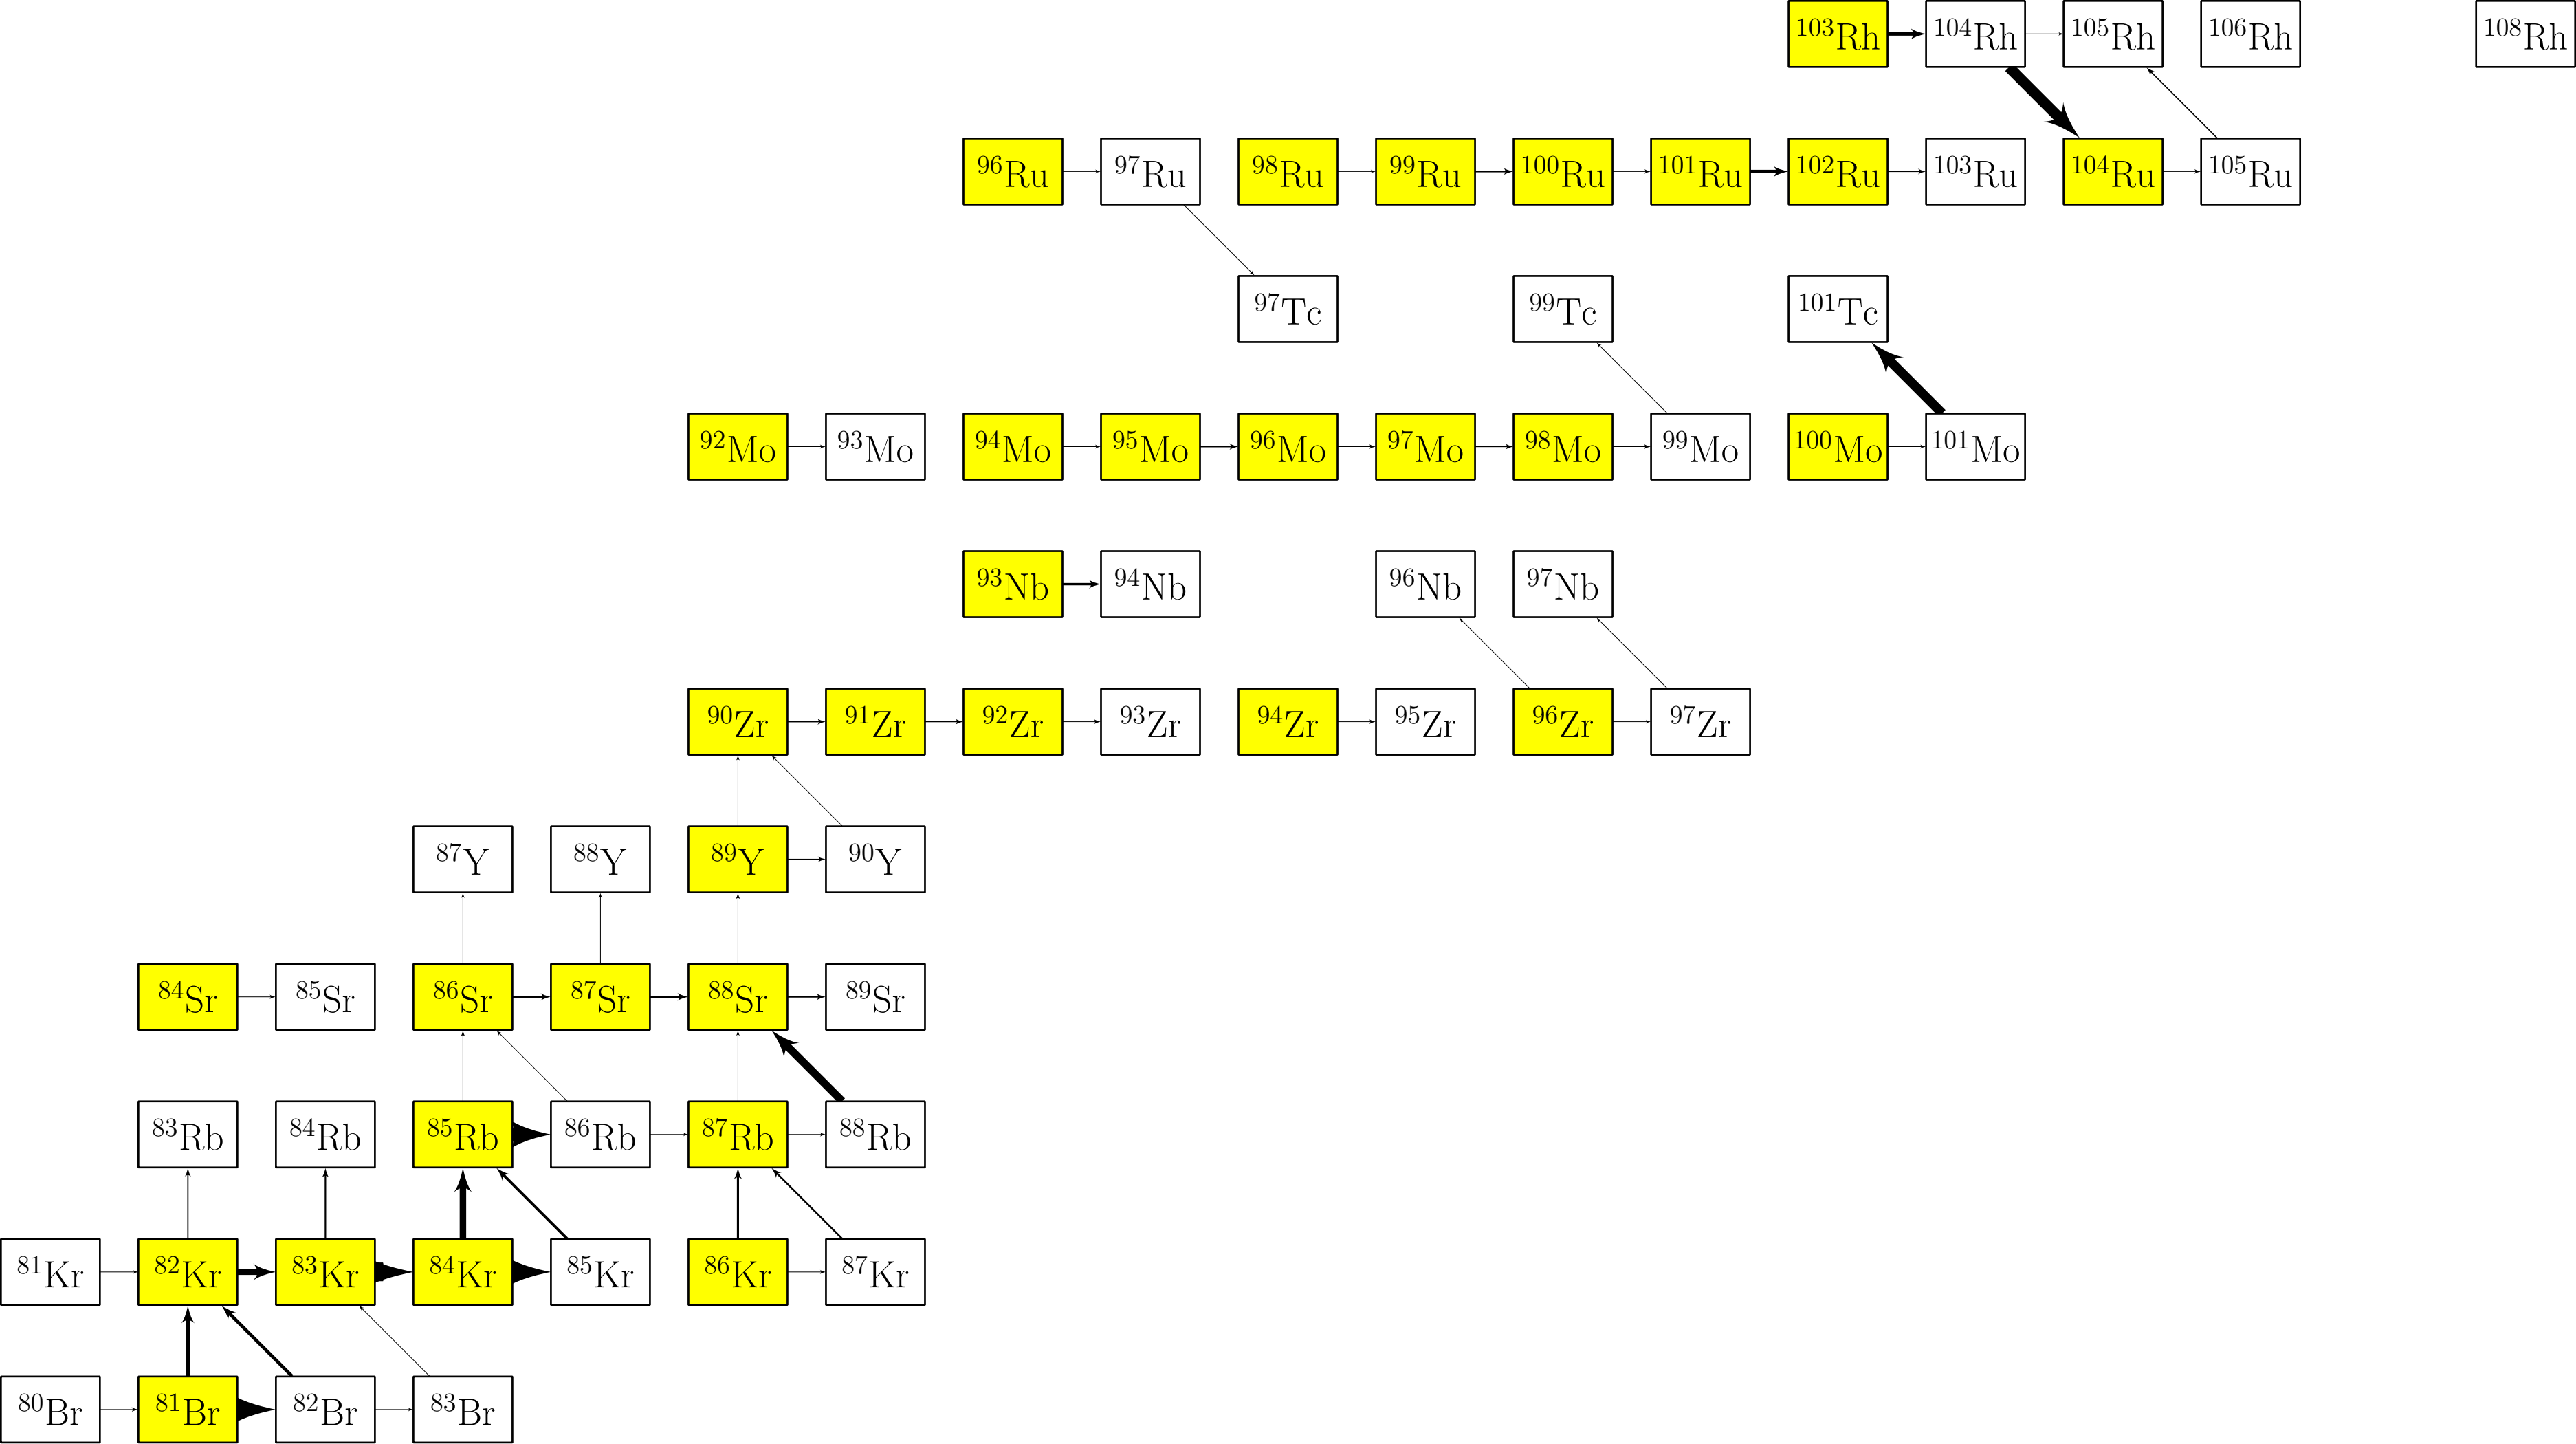 ¹⁰³Rh ¹⁰⁴Rh ¹⁰⁵Rh ¹⁰⁶Rh ¹⁰⁸Rh
⁹⁶Ru ⁹⁷Ru ⁹⁸Ru ⁹⁹Ru ¹⁰⁰Ru ¹⁰¹Ru ¹⁰²Ru ¹⁰³Ru ¹⁰⁴Ru ¹⁰⁵Ru
⁹⁷Tc ⁹⁹Tc ¹⁰¹Tc
⁹²Mo ⁹³Mo ⁹⁴Mo ⁹⁵Mo ⁹⁶Mo ⁹⁷Mo ⁹⁸Mo ⁹⁹Mo ¹⁰⁰Mo ¹⁰¹Mo
⁹³Nb ⁹⁴Nb ⁹⁶Nb ⁹⁷Nb
⁹⁰Zr ⁹¹Zr ⁹²Zr ⁹³Zr ⁹⁴Zr ⁹⁵Zr ⁹⁶Zr ⁹⁷Zr
⁸⁷Y ⁸⁸Y ⁸⁹Y ⁹⁰Y
⁸⁴Sr ⁸⁵Sr ⁸⁶Sr ⁸⁷Sr ⁸⁸Sr ⁸⁹Sr
⁸³Rb ⁸⁴Rb ⁸⁵Rb ⁸⁶Rb ⁸⁷Rb ⁸⁸Rb
⁸¹Kr ⁸²Kr ⁸³Kr ⁸⁴Kr ⁸⁵Kr ⁸⁶Kr ⁸⁷Kr
⁸⁰Br ⁸¹Br ⁸²Br ⁸³Br